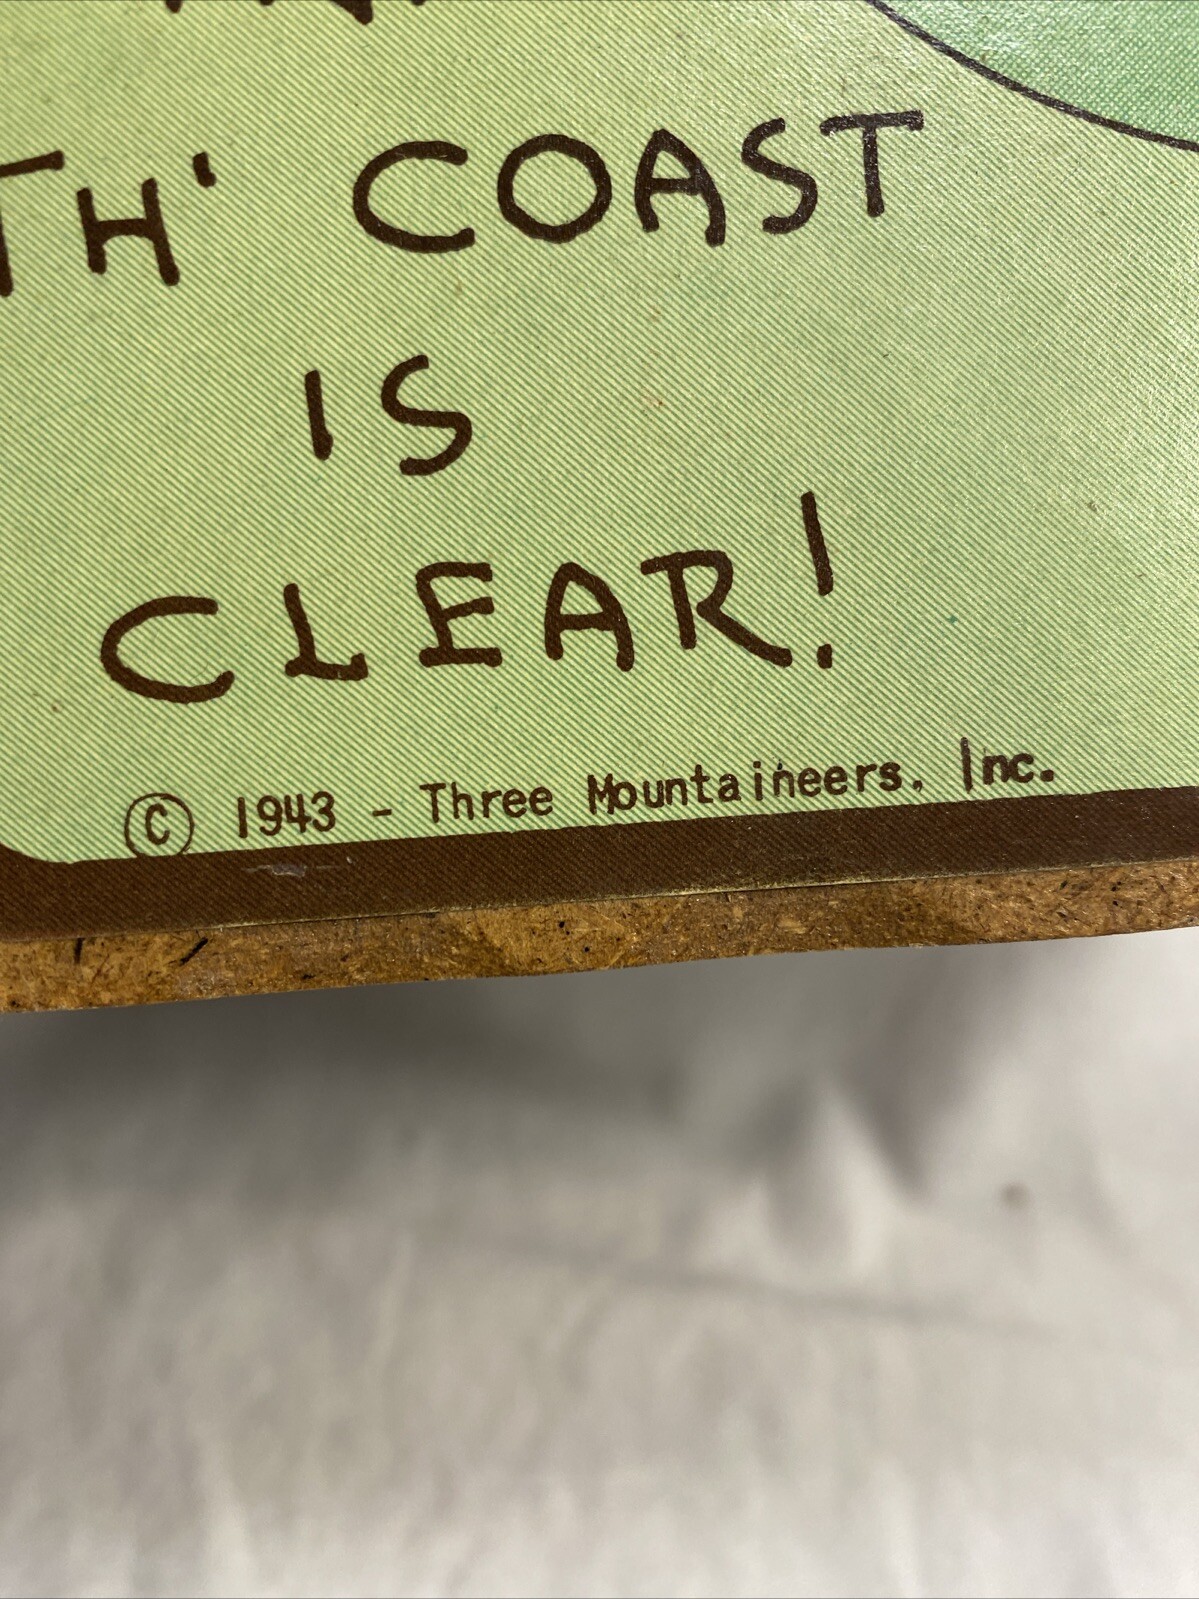 TH' COAST
IS
CLEAR!
© 1943 - Three Mountaineers, Inc.